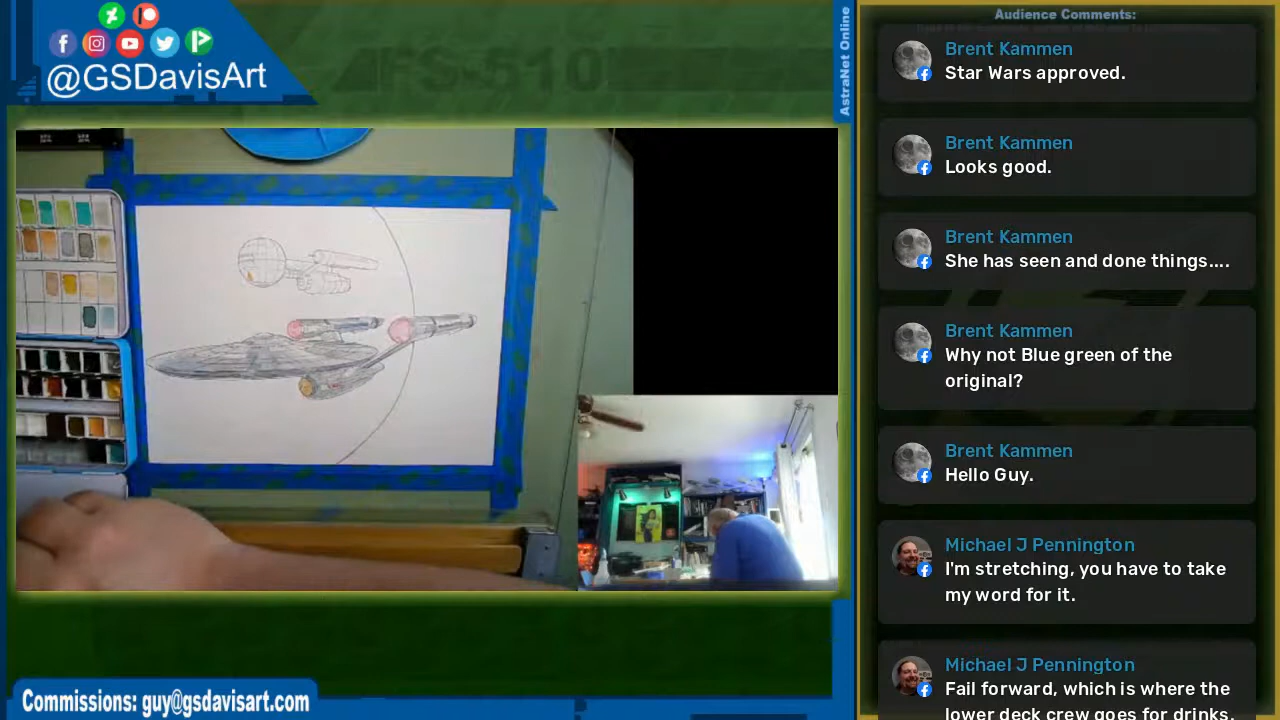 @GSDavisArt
AstraNet Online
Audience Comments:
Brent Kammen
Star Wars approved.
Brent Kammen
Looks good.
Brent Kammen
She has seen and done things....
Brent Kammen
Why not Blue green of the
original?
Brent Kammen
Hello Guy.
Michael J Pennington
I'm stretching, you have to take
my word for it.
Michael J Pennington
Fail forward, which is where the
lower deck crew goes for drinks.
Commissions: guy@gsdavisart.com